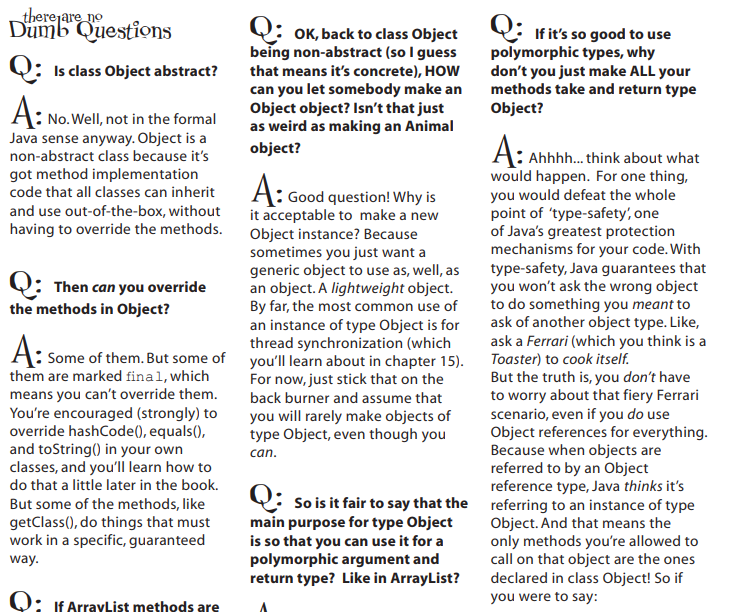 there are no
Dumb Questions
Q: Is class Object abstract?
A: No. Well, not in the formal
Java sense anyway. Object is a
non-abstract class because it's
got method implementation
code that all classes can inherit
and use out-of-the-box, without
having to override the methods.
Q: Then can you override
the methods in Object?
A: Some of them. But some of
them are marked final, which
means you can't override them.
You're encouraged (strongly) to
override hashCode(), equals(),
and toString() in your own
classes, and you'll learn how to
do that a little later in the book.
But some of the methods, like
getClass(), do things that must
work in a specific, guaranteed
way.
Q: If ArrayList methods are
Q: OK, back to class Object
being non-abstract (so I guess
that means it's concrete), HOW
can you let somebody make an
Object object? Isn't that just
as weird as making an Animal
object?
A: Good question! Why is
it acceptable to make a new
Object instance? Because
sometimes you just want a
generic object to use as, well, as
an object. A lightweight object.
By far, the most common use of
an instance of type Object is for
thread synchronization (which
you'll learn about in chapter 15).
For now, just stick that on the
back burner and assume that
you will rarely make objects of
type Object, even though you
can.
Q: So is it fair to say that the
main purpose for type Object
is so that you can use it for a
polymorphic argument and
return type? Like in ArrayList?
Q: If it's so good to use
polymorphic types, why
don't you just make ALL your
methods take and return type
Object?
A: Ahhhh... think about what
would happen. For one thing,
you would defeat the whole
point of 'type-safety', one
of Java's greatest protection
mechanisms for your code. With
type-safety, Java guarantees that
you won't ask the wrong object
to do something you meant to
ask of another object type. Like,
ask a Ferrari (which you think is a
Toaster) to cook itself.
But the truth is, you don't have
to worry about that fiery Ferrari
scenario, even if you do use
Object references for everything.
Because when objects are
referred to by an Object
reference type, Java thinks it's
referring to an instance of type
Object. And that means the
only methods you're allowed to
call on that object are the ones
declared in class Object! So if
you were to say: